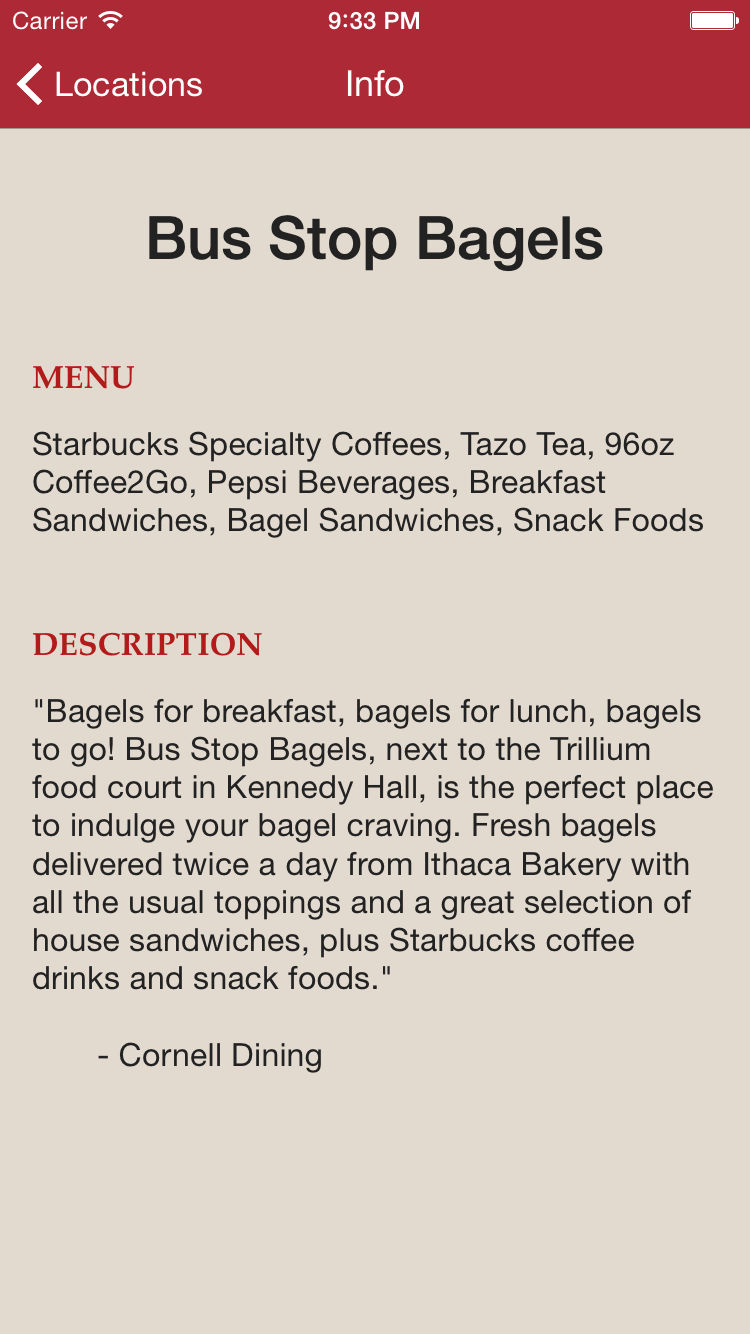 Carrier 9:33 PM
Locations Info
Bus Stop Bagels
MENU
Starbucks Specialty Coffees, Tazo Tea, 96oz
Coffee2Go, Pepsi Beverages, Breakfast
Sandwiches, Bagel Sandwiches, Snack Foods
DESCRIPTION
"Bagels for breakfast, bagels for lunch, bagels
to go! Bus Stop Bagels, next to the Trillium
food court in Kennedy Hall, is the perfect place
to indulge your bagel craving. Fresh bagels
delivered twice a day from Ithaca Bakery with
all the usual toppings and a great selection of
house sandwiches, plus Starbucks coffee
drinks and snack foods."
- Cornell Dining